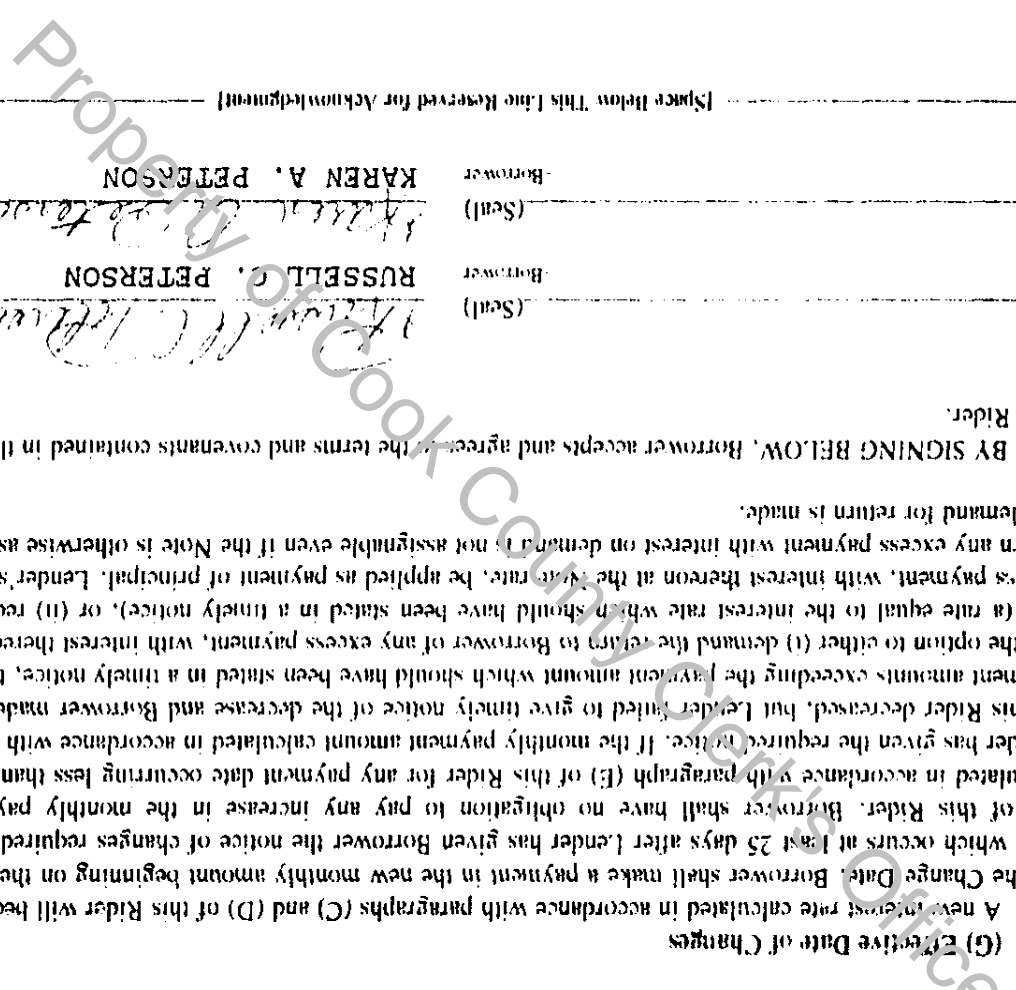 (G) Effective Date of Changes
A new interest rate calculated in accordance with paragraphs (C) and (D) of this Rider will bec
he Change Date. Borrower shall make a payment in the new monthly amount beginning on the
which occurs at least 25 days after Lender has given Borrower the notice of changes required
of this Rider. Borrower shall have no obligation to pay any increase in the monthly pay
ulated in accordance with paragraph (E) of this Rider for any payment date occurring less than
der has given the required notice. If the monthly payment amount calculated in accordance with
nis Rider decreased, but Lender failed to give timely notice of the decrease and Borrower made
ment amounts exceeding the payment amount which should have been stated in a timely notice, t
the option to either (i) demand the return to Borrower of any excess payment, with interest there
(a rate equal to the interest rate which should have been stated in a timely notice), or (ii) req
es payment, with interest thereon at the Note rate, be applied as payment of principal. Lender's
rn any excess payment with interest on demand is not assignable even if the Note is otherwise as
demand for return is made.
BY SIGNING BELOW, Borrower accepts and agrees to the terms and covenants contained in th
Rider.
(Seal)
RUSSELL C. PETERSON
-Borrower
Karen A. Peterson
(Seal)
KAREN A. PETERSON
-Borrower
[Space Below This Line Reserved for Acknowledgment]
Property of Cook County Clerk's Office